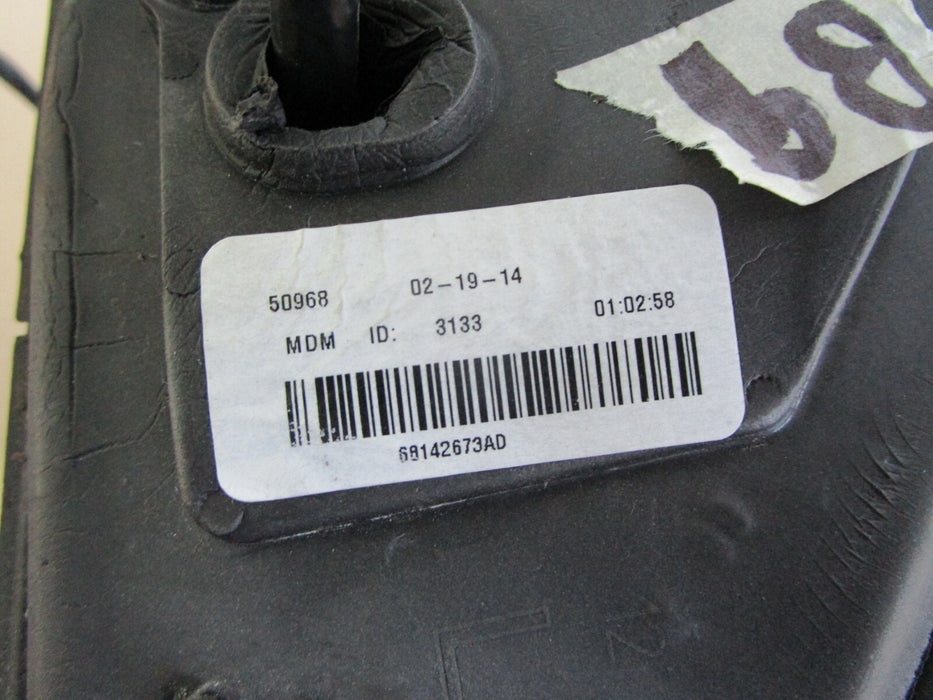 50968 02-19-14
MDM ID: 3133 01:02:58
68142673AD
L